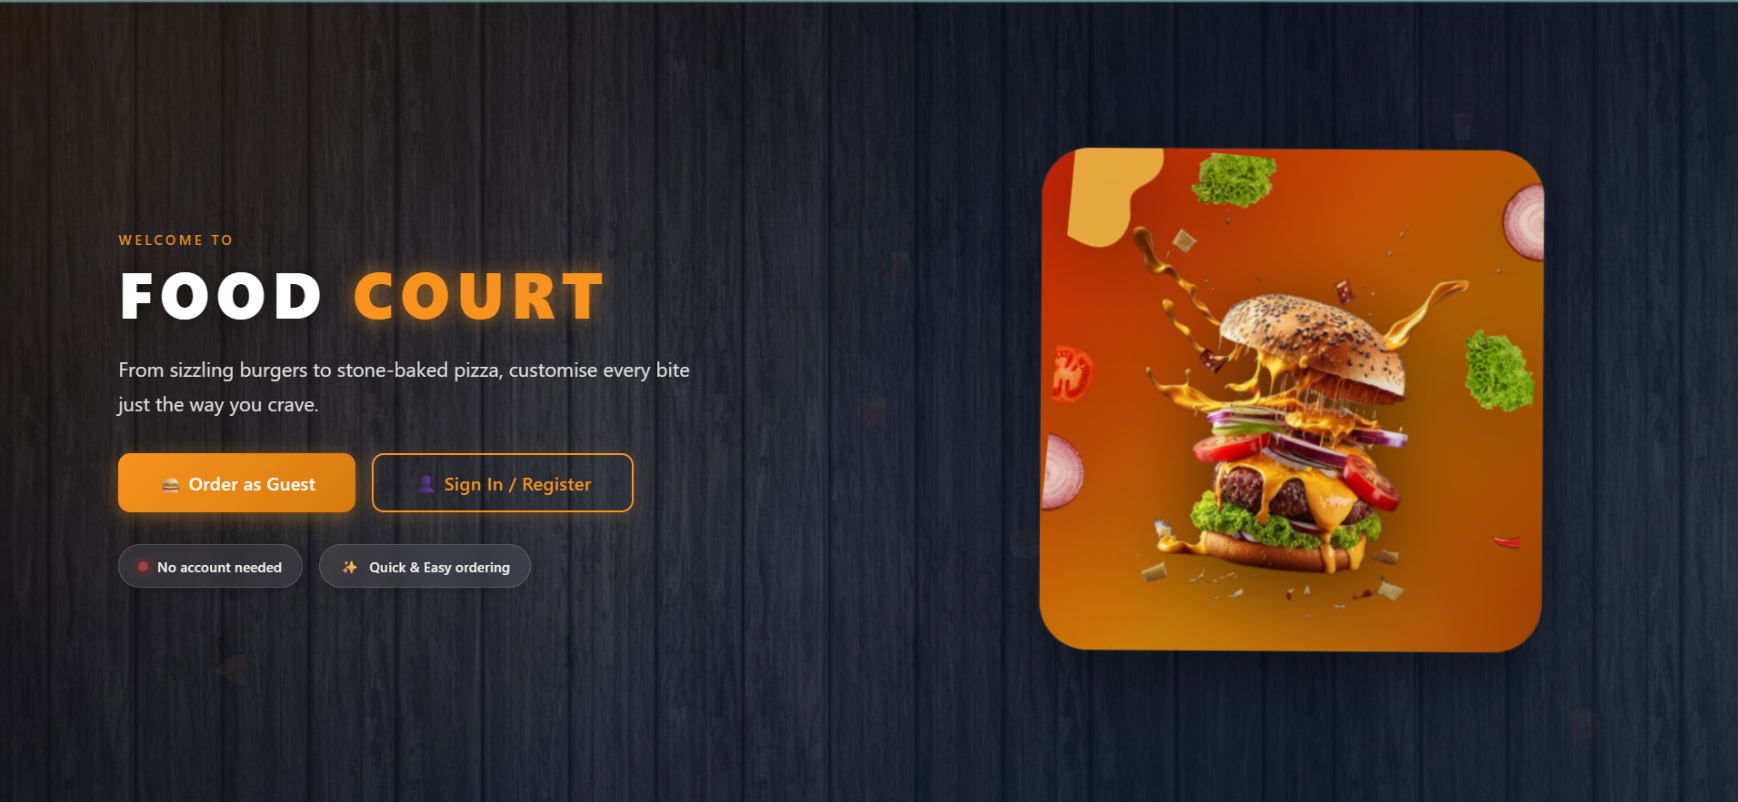 WELCOME TO
FOOD COURT
From sizzling burgers to stone-baked pizza, customise every bite
just the way you crave.
Order as Guest
Sign In / Register
No account needed
Quick & Easy ordering